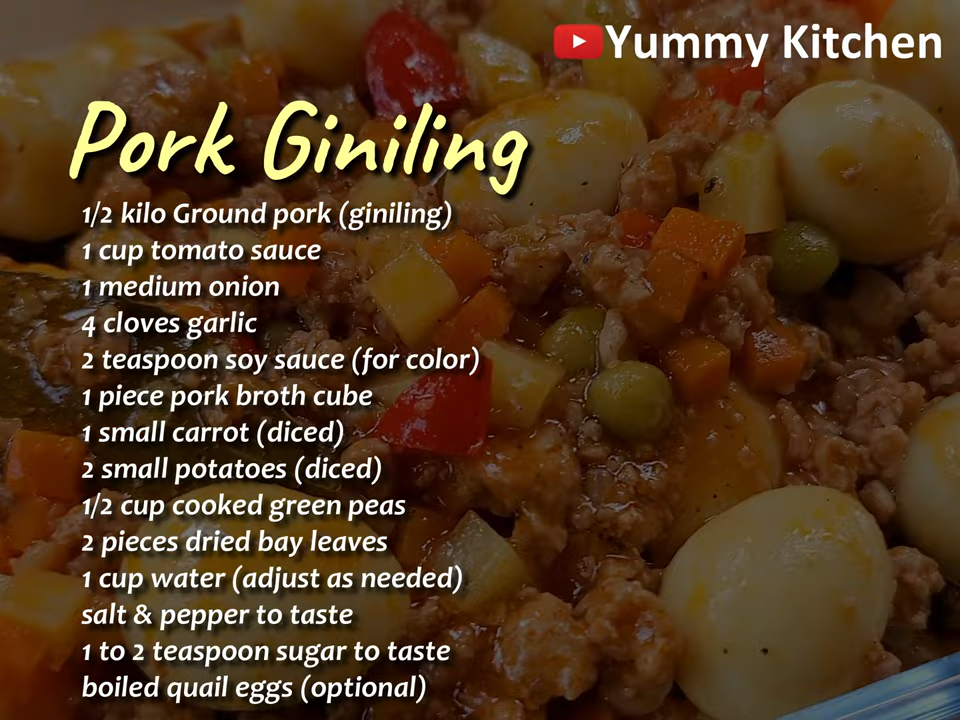 Yummy Kitchen
Pork Giniling
1/2 kilo Ground pork (giniling)
1 cup tomato sauce
1 medium onion
4 cloves garlic
2 teaspoon soy sauce (for color)
1 piece pork broth cube
1 small carrot (diced)
2 small potatoes (diced)
1/2 cup cooked green peas
2 pieces dried bay leaves
1 cup water (adjust as needed)
salt & pepper to taste
1 to 2 teaspoon sugar to taste
boiled quail eggs (optional)